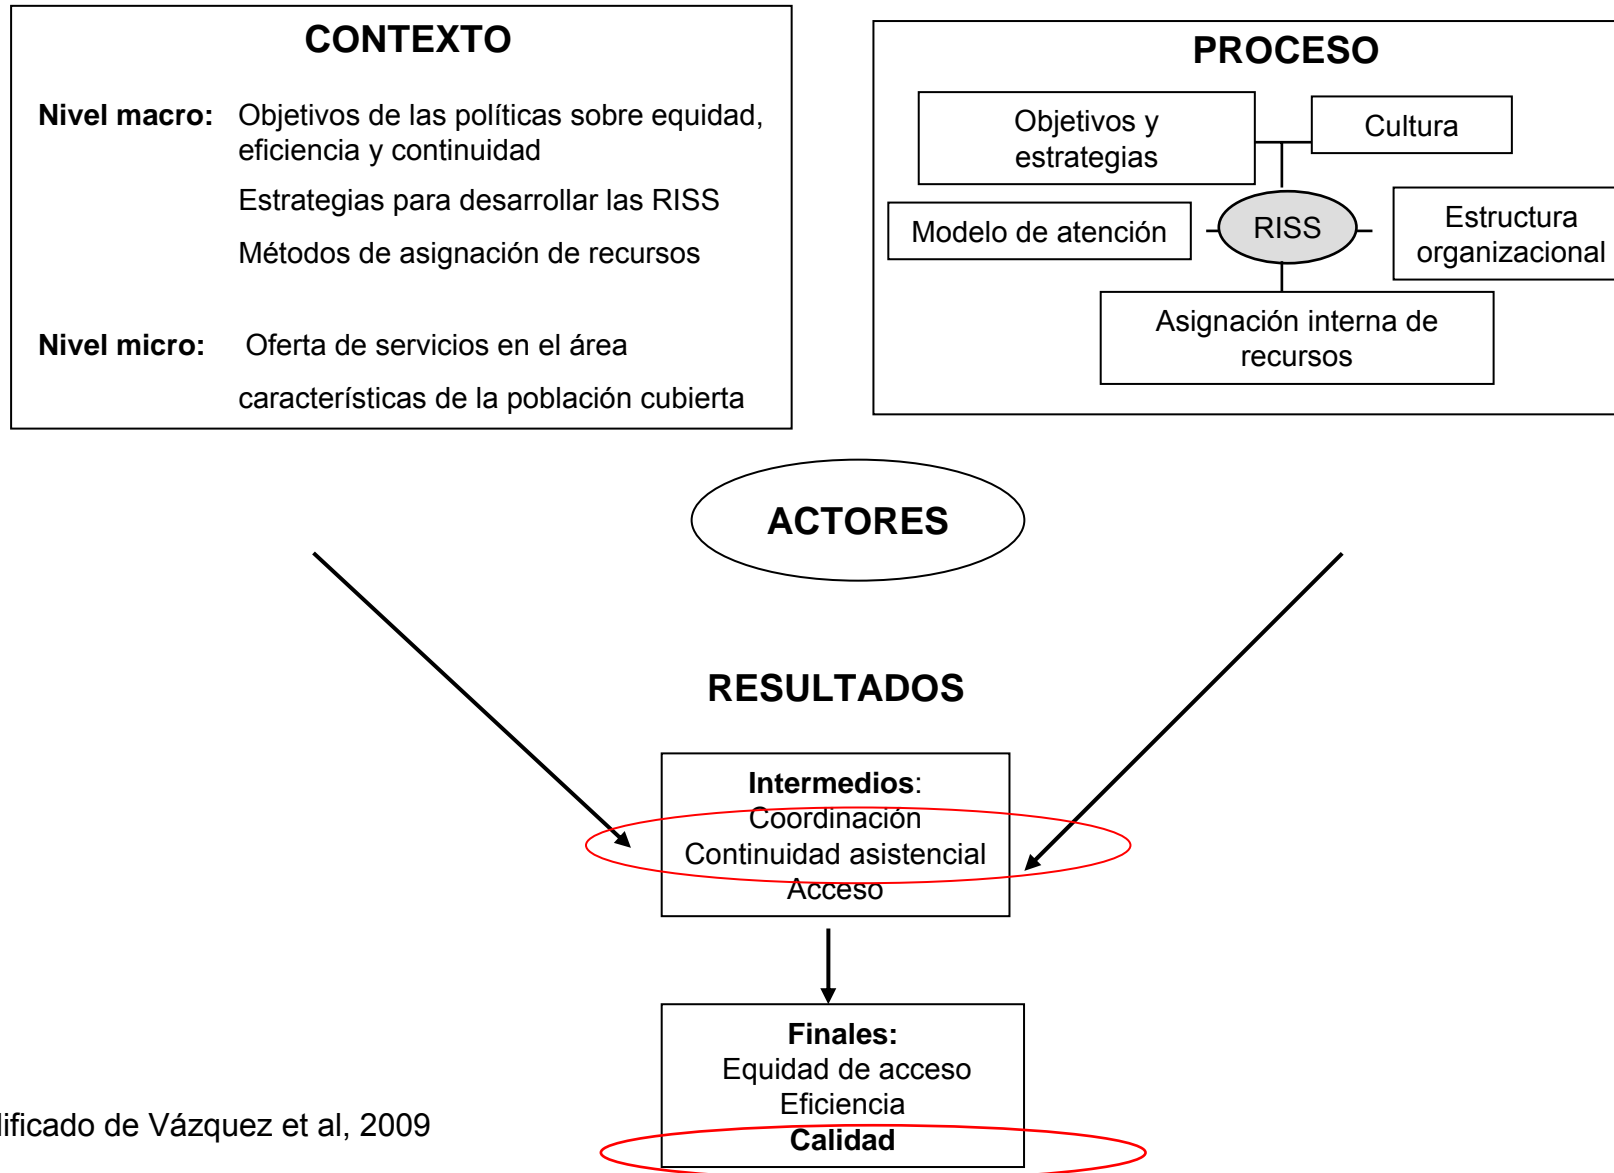 CONTEXTO
Nivel macro: Objetivos de las políticas sobre equidad,
eficiencia y continuidad
Estrategias para desarrollar las RISS
Métodos de asignación de recursos
Nivel micro: Oferta de servicios en el área
características de la población cubierta
PROCESO
Objetivos y
estrategias
Cultura
Modelo de atención
RISS
Estructura
organizacional
Asignación interna de
recursos
ACTORES
RESULTADOS
Intermedios:
Coordinación
Continuidad asistencial
Acceso
Finales:
Equidad de acceso
Eficiencia
Calidad
de Vázquez et al, 2009